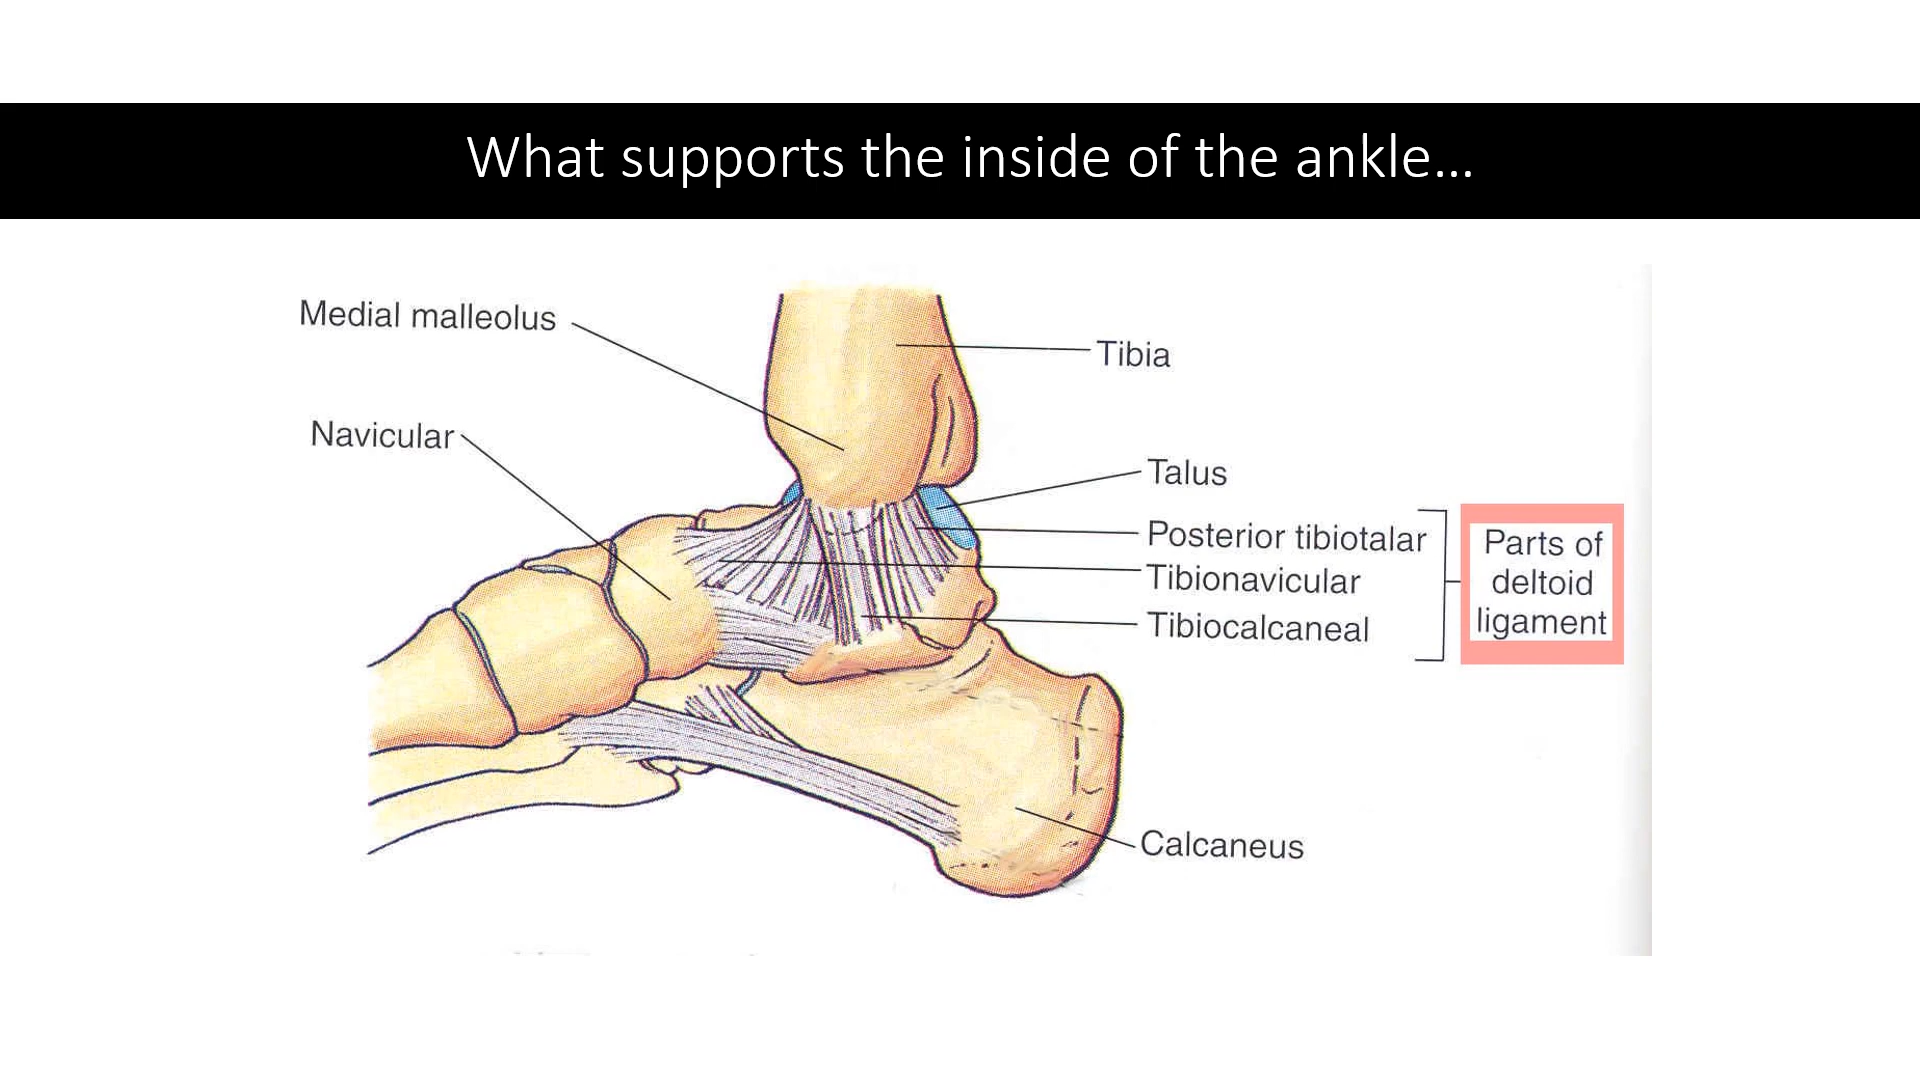 What supports the inside of the ankle...
Medial malleolus
Tibia
Navicular
Talus
Posterior tibiotalar
Tibionavicular
Tibiocalcaneal
Parts of
deltoid
ligament
Calcaneus